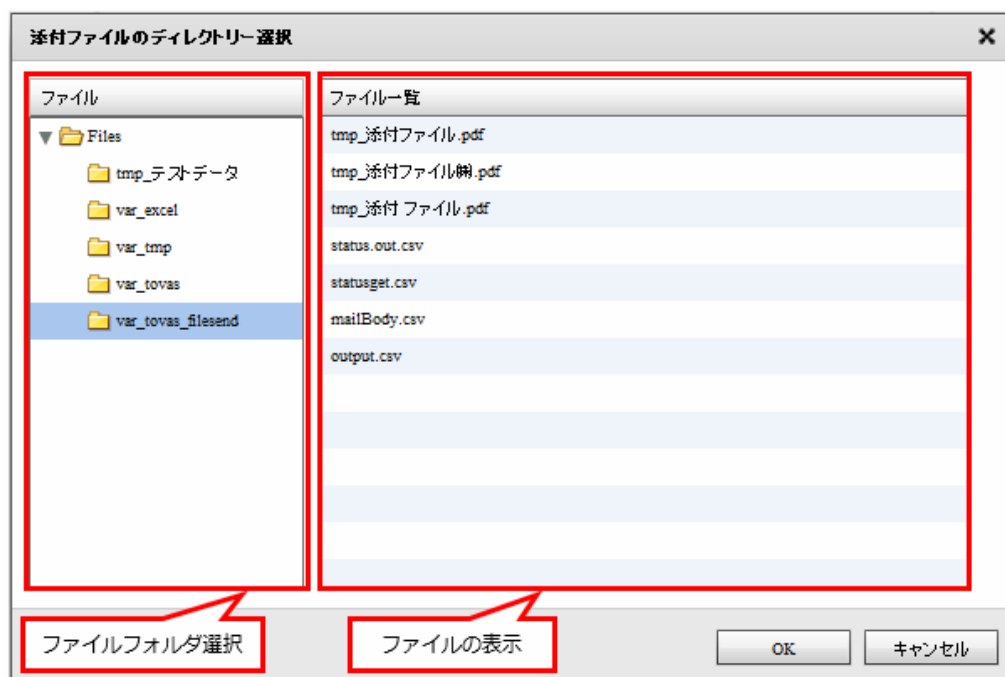 添付ファイルのディレクトリー選択
ファイル
Files
tmp_テストデータ
var_excel
var_tmp
var_tovas
var_tovas_filesend
ファイル一覧
tmp_添付ファイル.pdf
tmp_添付ファイル㈱.pdf
tmp_添付 ファイル.pdf
status.out.csv
statusget.csv
mailBody.csv
output.csv
ファイルフォルダ選択
ファイルの表示
OK
キャンセル